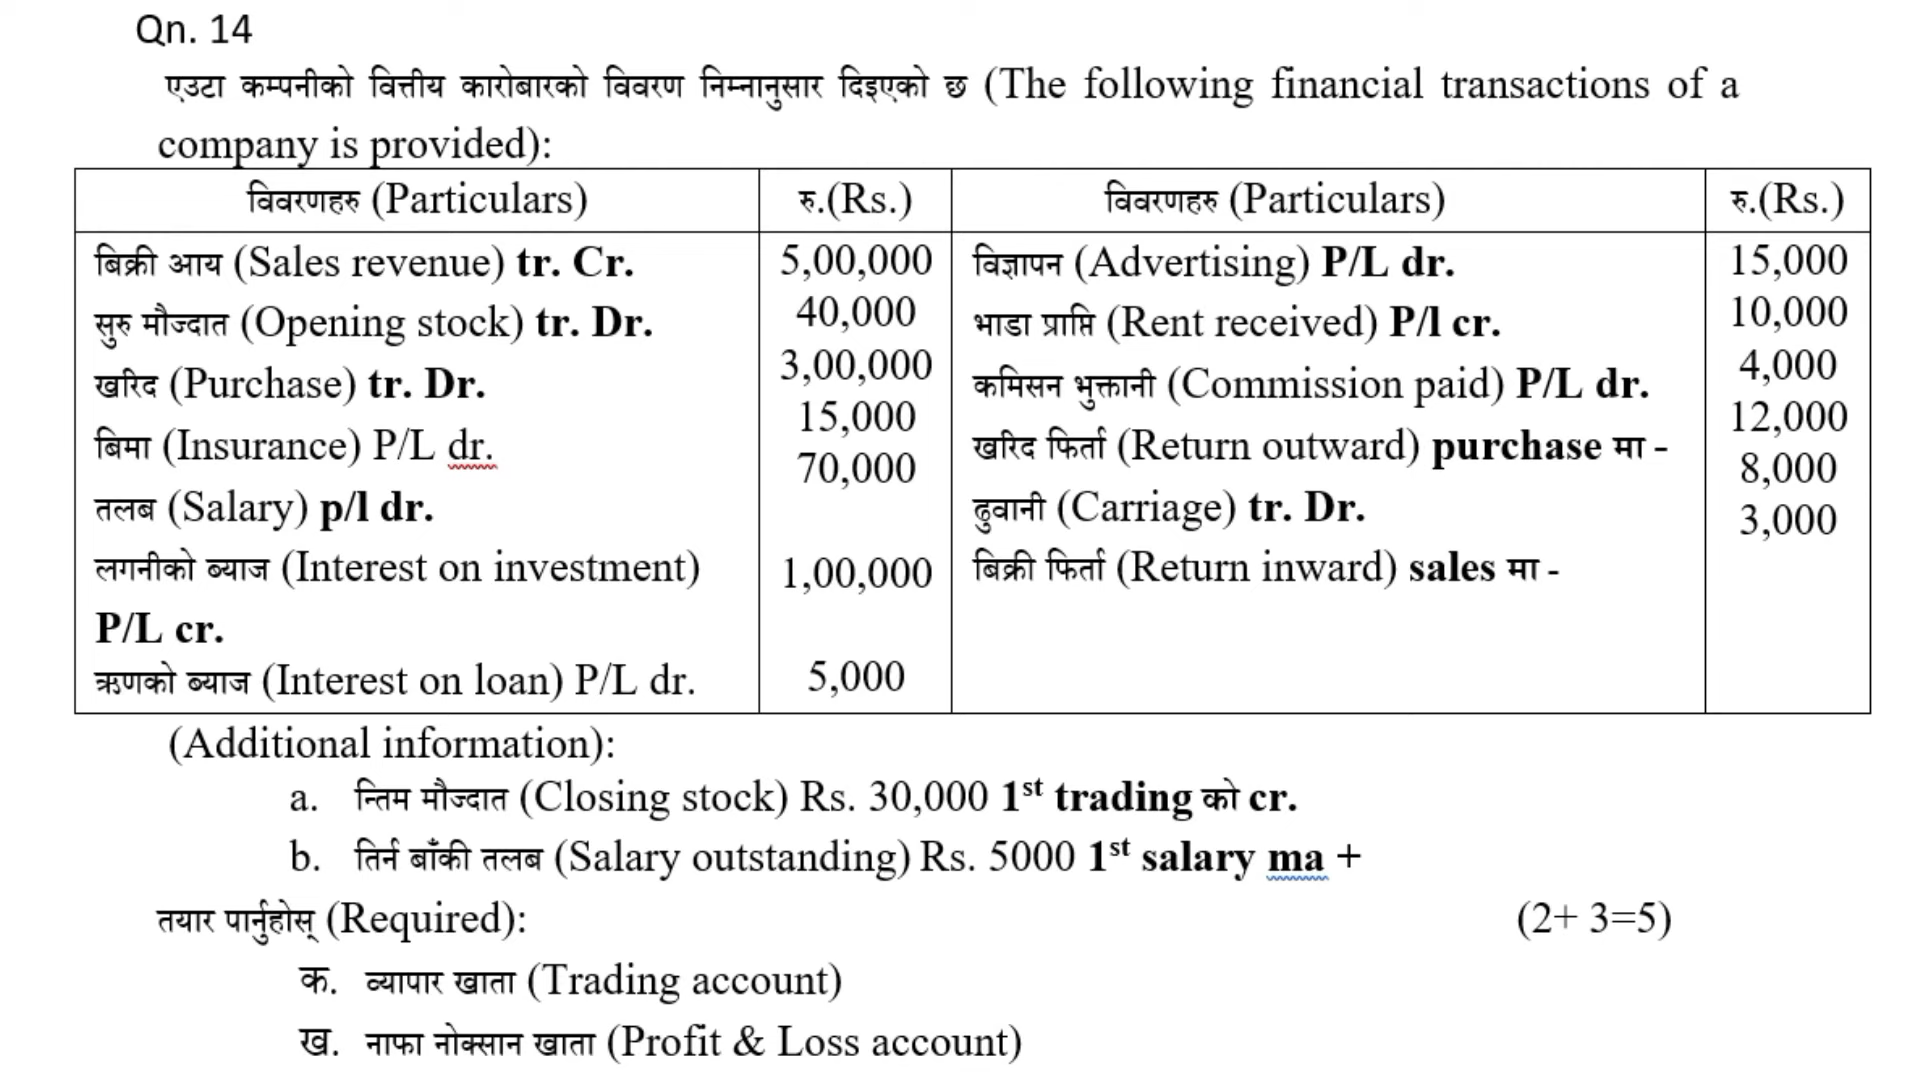 Qn. 14
एउटा कम्पनीको वित्तीय कारोबारको विवरण निम्नानुसार दिइएको छ (The following financial transactions of a
company is provided):
विवरणहरु (Particulars) रु.(Rs.) विवरणहरु (Particulars) रु.(Rs.)
बिक्री आय (Sales revenue) tr. Cr. 5,00,000 विज्ञापन (Advertising) P/L dr. 15,000
सुरु मौज्दात (Opening stock) tr. Dr. 40,000 भाडा प्राप्ति (Rent received) P/l cr. 10,000
खरिद (Purchase) tr. Dr. 3,00,000 कमिसन भुक्तानी (Commission paid) P/L dr. 4,000
बिमा (Insurance) P/L dr. 15,000 खरिद फिर्ता (Return outward) purchase मा - 12,000
तलब (Salary) p/l dr. 70,000 ढुवानी (Carriage) tr. Dr. 8,000
लगनीको ब्याज (Interest on investment) 1,00,000 बिक्री फिर्ता (Return inward) sales मा - 3,000
P/L cr.
ऋणको ब्याज (Interest on loan) P/L dr. 5,000
(Additional information):
a. न्तिम मौज्दात (Closing stock) Rs. 30,000 1st trading को cr.
b. तिर्न बाँकी तलब (Salary outstanding) Rs. 5000 1st salary ma +
तयार पार्नुहोस् (Required): (2+ 3=5)
क. व्यापार खाता (Trading account)
ख. नाफा नोक्सान खाता (Profit & Loss account)